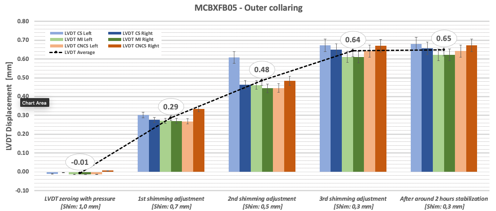 MCBXFB05 - Outer collaring
LVDT CS Left
LVDT CS Right
LVDT MI Left
LVDT MI Right
LVDT CNCS Left
LVDT CNCS Right
LVDT Average
Chart Area
LVDT Displacement [mm]
0.80
0.70
0.60
0.50
0.40
0.30
0.20
0.10
0.00
-0.10
-0.01
0.29
0.48
0.64
0.65
LVDT zeroing with pressure
[Shim: 1,0 mm]
1st shimming adjustment
[Shim: 0,7 mm]
2nd shimming adjustment
[Shim: 0,5 mm]
3rd shimming adjustment
[Shim: 0,3 mm]
After around 2 hours stabilization
[Shim: 0,3 mm]